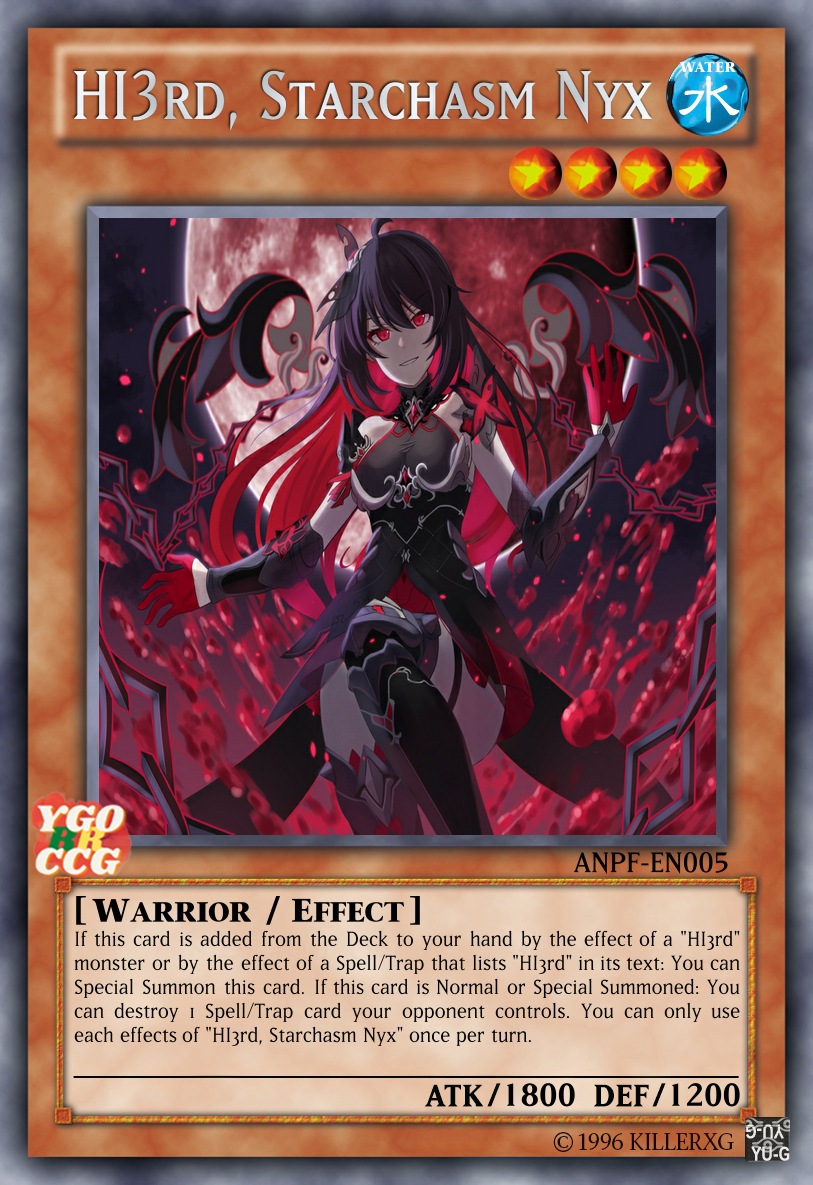 HI3rd, Starchasm Nyx
WATER
水
YGO
RR
CCG
ANPF-EN005
[ Warrior / Effect ]
If this card is added from the Deck to your hand by the effect of a "HI3rd"
monster or by the effect of a Spell/Trap that lists "HI3rd" in its text: You can
Special Summon this card. If this card is Normal or Special Summoned: You
can destroy 1 Spell/Trap card your opponent controls. You can only use
each effects of "HI3rd, Starchasm Nyx" once per turn.
ATK/1800 DEF/1200
© 1996 KILLERXG
YU-G
YU-G